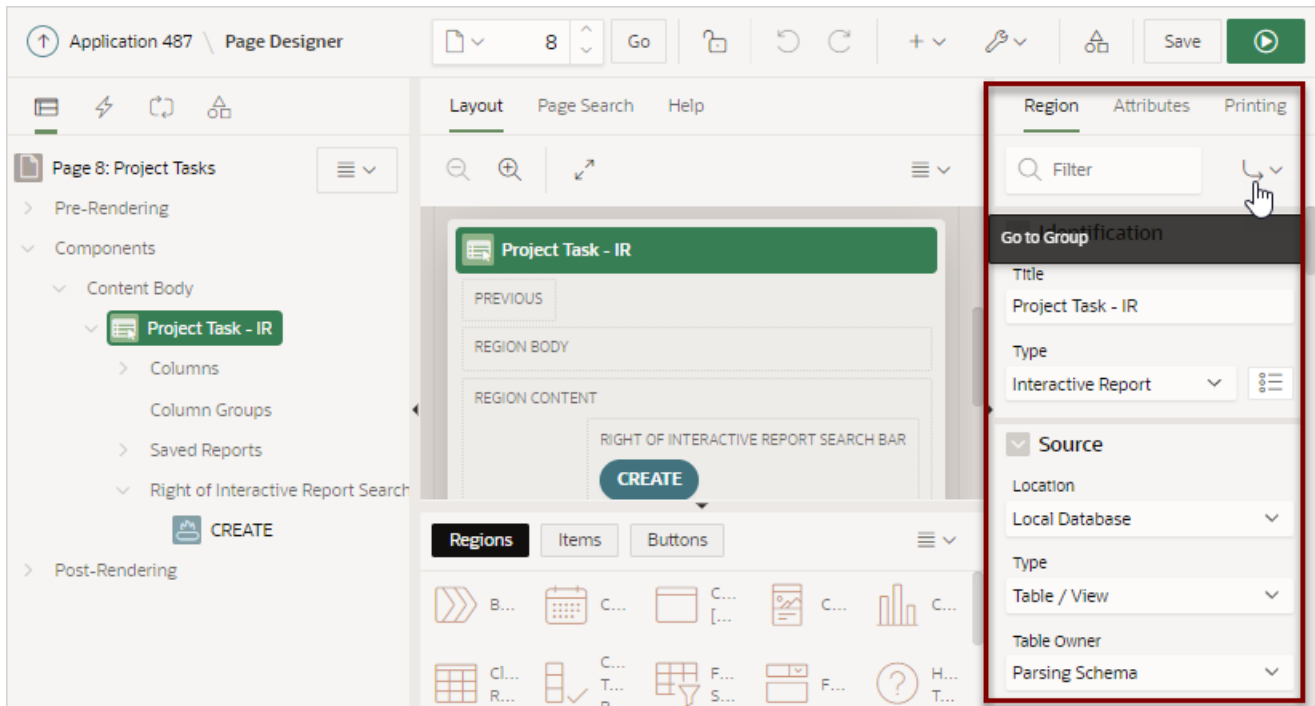 Application 487 \ Page Designer
8
Go
Save
Page 8: Project Tasks
Pre-Rendering
Components
Content Body
Project Task - IR
Columns
Column Groups
Saved Reports
Right of Interactive Report Search
CREATE
Post-Rendering
Layout Page Search Help
Project Task - IR
PREVIOUS
REGION BODY
REGION CONTENT
RIGHT OF INTERACTIVE REPORT SEARCH BAR
CREATE
Regions Items Buttons
B... C... C... [... C... C...
Cl... R... C... T... F... S... F... H... T...
Region Attributes Printing
Filter
Identification
Go to Group
Title
Project Task - IR
Type
Interactive Report
Source
Location
Local Database
Type
Table / View
Table Owner
Parsing Schema